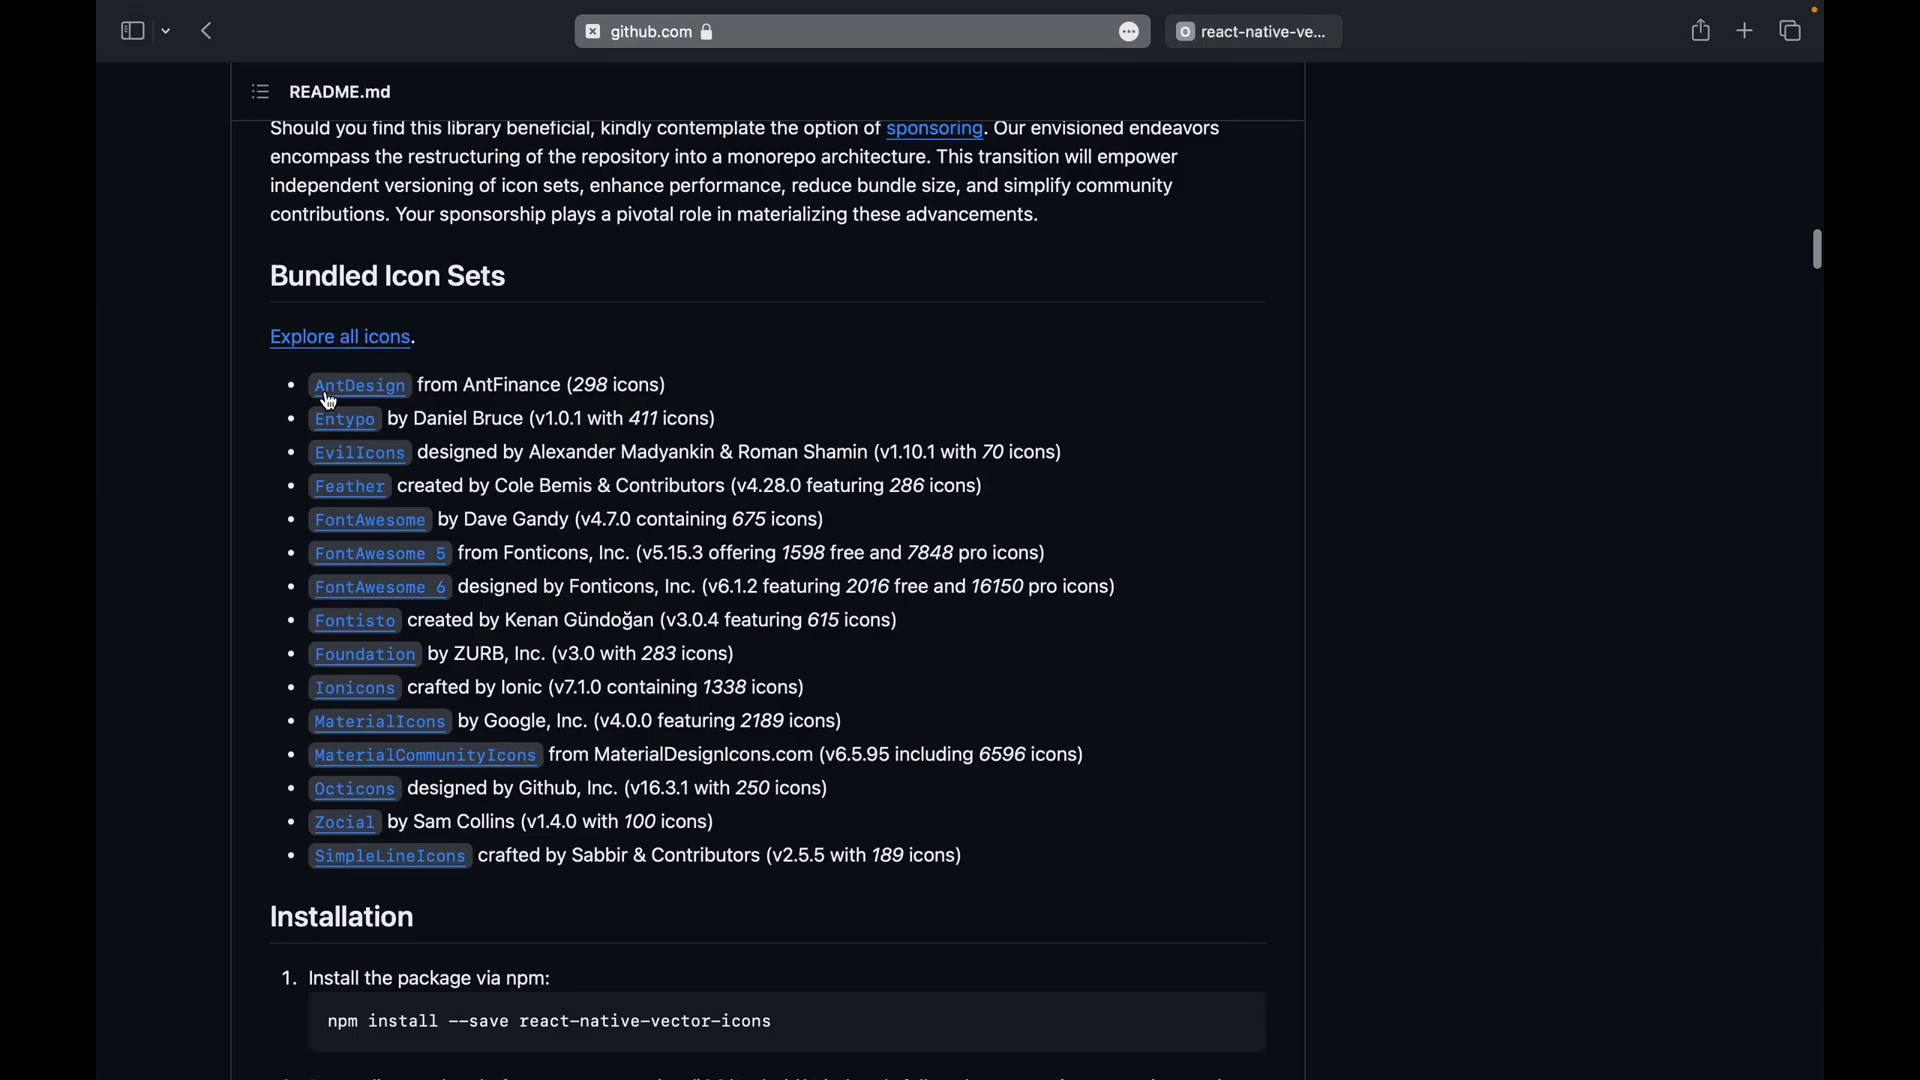 github.com
react-native-ve...
README.md
Should you find this library beneficial, kindly contemplate the option of sponsoring. Our envisioned endeavors
encompass the restructuring of the repository into a monorepo architecture. This transition will empower
independent versioning of icon sets, enhance performance, reduce bundle size, and simplify community
contributions. Your sponsorship plays a pivotal role in materializing these advancements.
Bundled Icon Sets
Explore all icons.
• AntDesign from AntFinance (298 icons)
• Entypo by Daniel Bruce (v1.0.1 with 411 icons)
• EvilIcons designed by Alexander Madyankin & Roman Shamin (v1.10.1 with 70 icons)
• Feather created by Cole Bemis & Contributors (v4.28.0 featuring 286 icons)
• FontAwesome by Dave Gandy (v4.7.0 containing 675 icons)
• FontAwesome 5 from Fonticons, Inc. (v5.15.3 offering 1598 free and 7848 pro icons)
• FontAwesome 6 designed by Fonticons, Inc. (v6.1.2 featuring 2016 free and 16150 pro icons)
• Fontisto created by Kenan Gündoğan (v3.0.4 featuring 615 icons)
• Foundation by ZURB, Inc. (v3.0 with 283 icons)
• Ionicons crafted by Ionic (v7.1.0 containing 1338 icons)
• MaterialIcons by Google, Inc. (v4.0.0 featuring 2189 icons)
• MaterialCommunityIcons from MaterialDesignIcons.com (v6.5.95 including 6596 icons)
• Octicons designed by Github, Inc. (v16.3.1 with 250 icons)
• Zocial by Sam Collins (v1.4.0 with 100 icons)
• SimpleLineIcons crafted by Sabbir & Contributors (v2.5.5 with 189 icons)
Installation
1. Install the package via npm:
npm install --save react-native-vector-icons